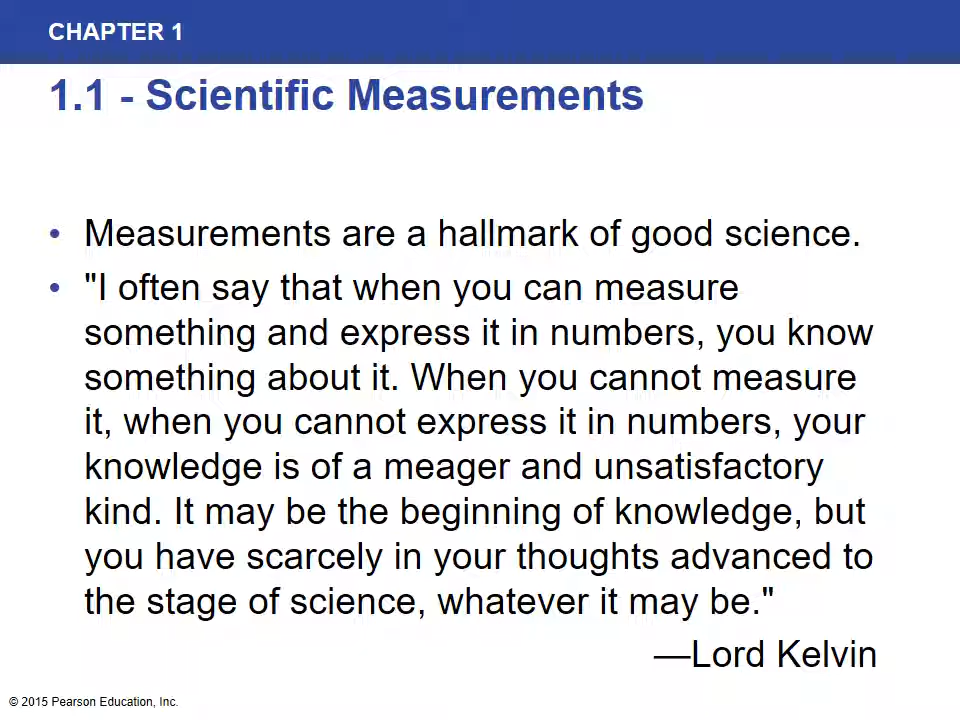 CHAPTER 1
1.1 - Scientific Measurements
• Measurements are a hallmark of good science.
• "I often say that when you can measure
something and express it in numbers, you know
something about it. When you cannot measure
it, when you cannot express it in numbers, your
knowledge is of a meager and unsatisfactory
kind. It may be the beginning of knowledge, but
you have scarcely in your thoughts advanced to
the stage of science, whatever it may be."
—Lord Kelvin
© 2015 Pearson Education, Inc.